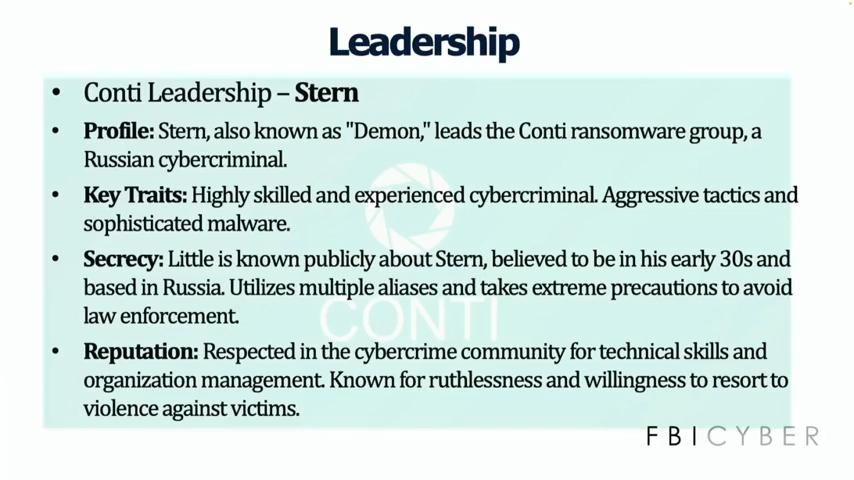 Leadership
• Conti Leadership – Stern
• Profile: Stern, also known as "Demon," leads the Conti ransomware group, a
Russian cybercriminal.
• Key Traits: Highly skilled and experienced cybercriminal. Aggressive tactics and
sophisticated malware.
• Secrecy: Little is known publicly about Stern, believed to be in his early 30s and
based in Russia. Utilizes multiple aliases and takes extreme precautions to avoid
law enforcement.
CONTI
• Reputation: Respected in the cybercrime community for technical skills and
organization management. Known for ruthlessness and willingness to resort to
violence against victims.
FBICYBER